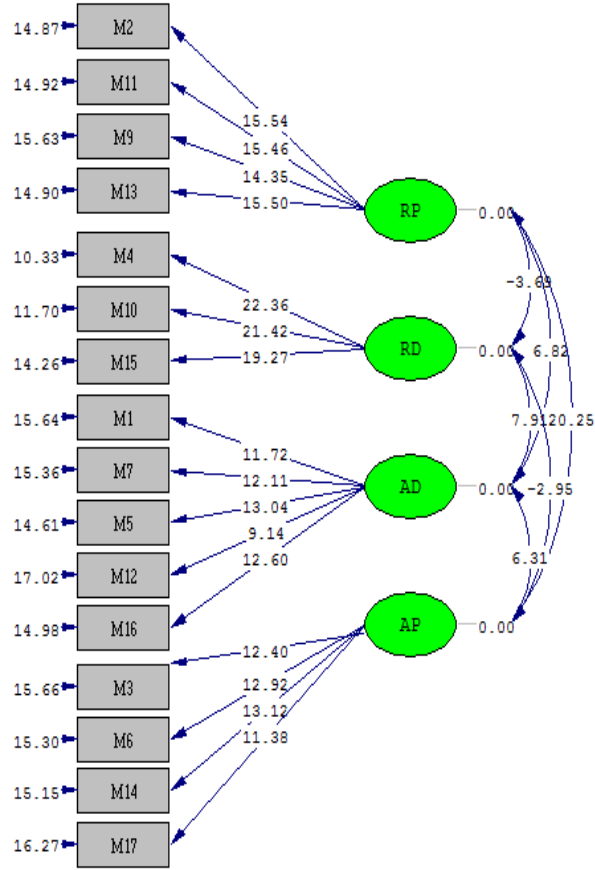 14.87 M2
14.92 M11
15.54
15.63 M9
15.46
14.35
14.90 M13
15.50
RP 0.00
10.33 M4
-3.69
11.70 M10
22.36
21.42
14.26 M15
19.27
RD 0.00
6.82
15.64 M1
7.91
20.25
11.72
15.36 M7
12.11
AD 0.00
-2.95
14.61 M5
13.04
9.14
17.02 M12
12.60
6.31
14.98 M16
AP 0.00
12.40
15.66 M3
12.92
13.12
15.30 M6
11.38
15.15 M14
16.27 M17